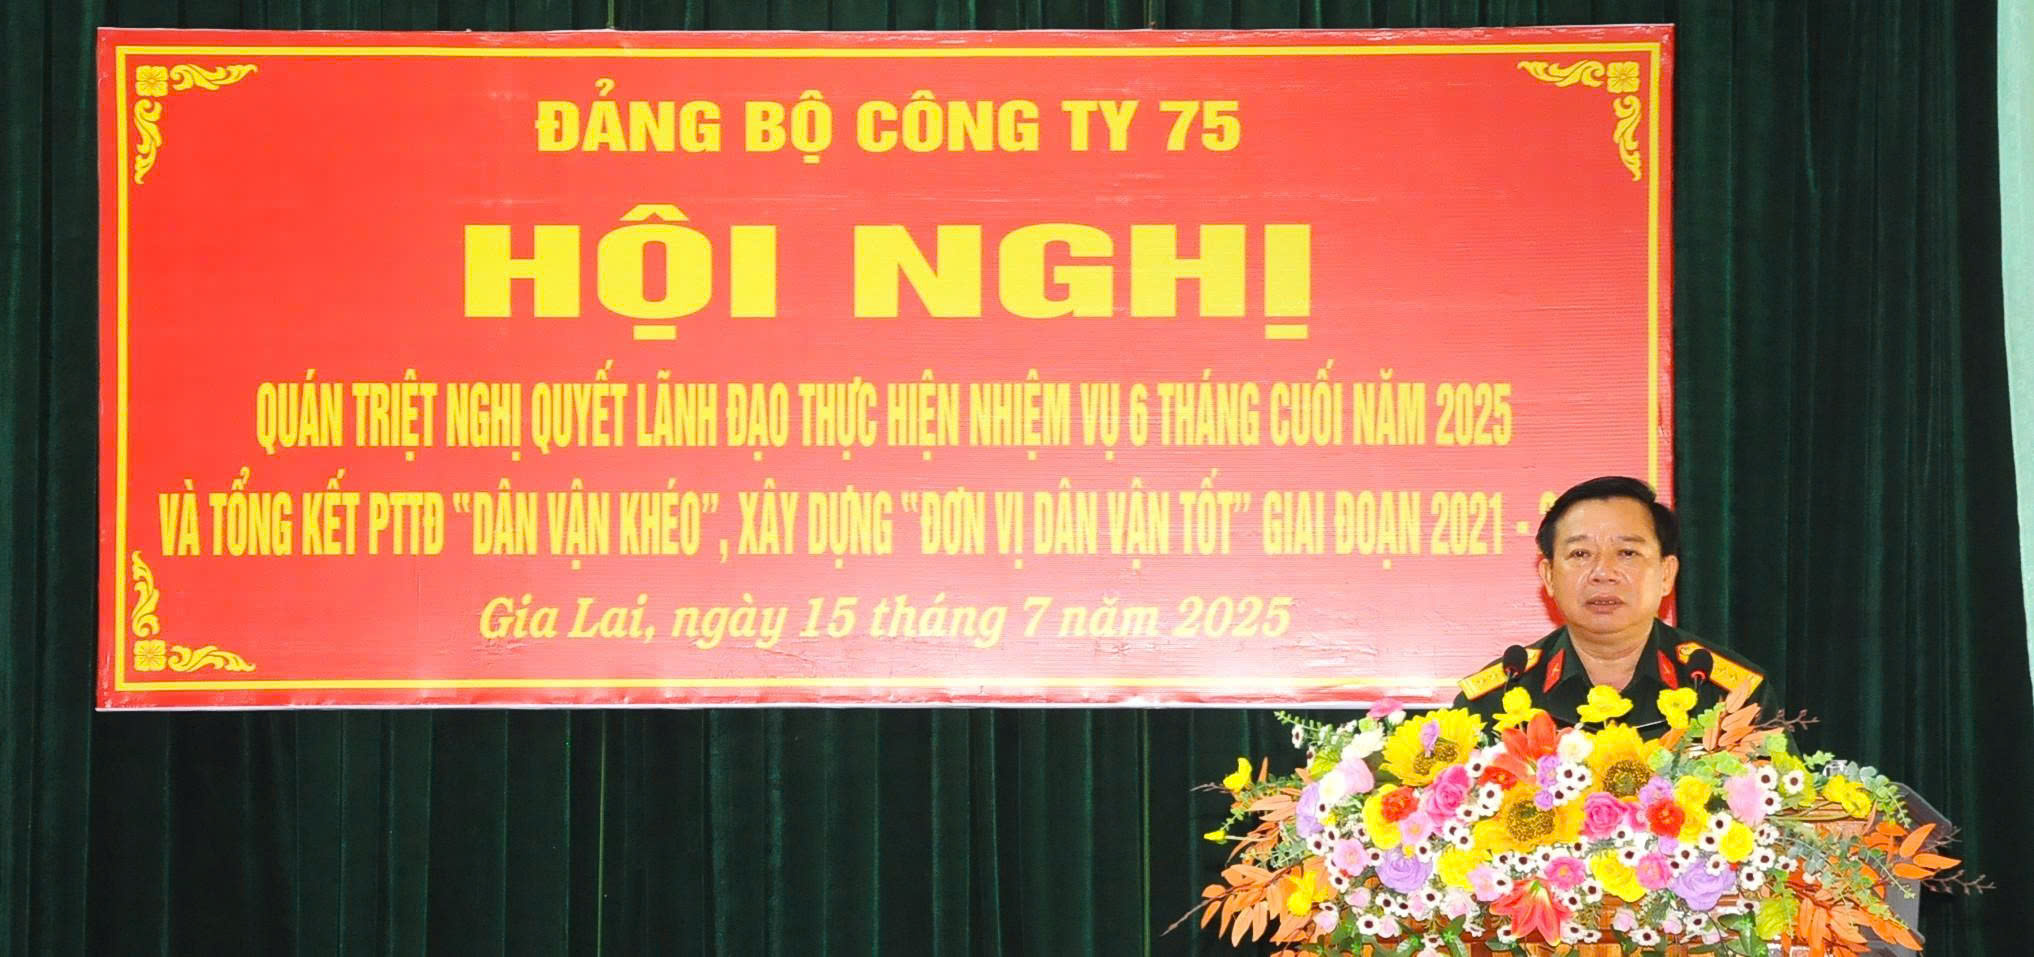 ĐẢNG BỘ CÔNG TY 75
HỘI NGHỊ
QUÁN TRIỆT NGHỊ QUYẾT LÃNH ĐẠO THỰC HIỆN NHIỆM VỤ 6 THÁNG CUỐI NĂM 2025
VÀ TỔNG KẾT PTTĐ “DÂN VẬN KHÉO”, XÂY DỰNG “ĐƠN VỊ DÂN VẬN TỐT” GIAI ĐOẠN 2021 -
Gia Lai, ngày 15 tháng 7 năm 2025